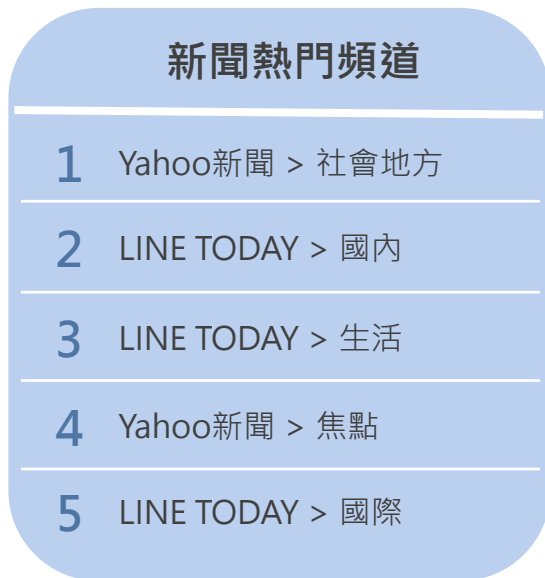 新聞熱門頻道
1 Yahoo新聞 > 社會地方
2 LINE TODAY > 國內
3 LINE TODAY > 生活
4 Yahoo新聞 > 焦點
5 LINE TODAY > 國際